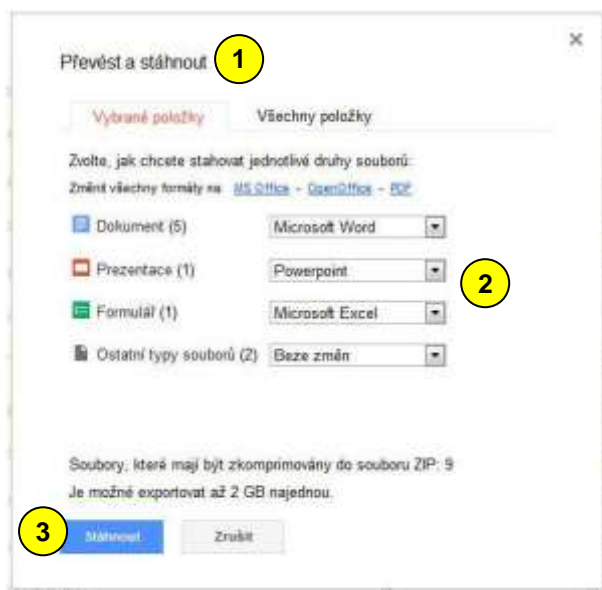 Převést a stáhnout 1
×
Vybrané položky Všechny položky
Zvolte, jak chcete stahovat jednotlivé druhy souborů:
Změnit všechny formáty na MS Office - OpenOffice - PDF
Dokument (5) Microsoft Word
Prezentace (1) Powerpoint
2
Formulář (1) Microsoft Excel
Ostatní typy souborů (2) Beze změn
Soubory, které mají být zkomprimovány do souboru ZIP: 9
Je možné exportovat až 2 GB najednou.
3 Stáhnout Zrušit